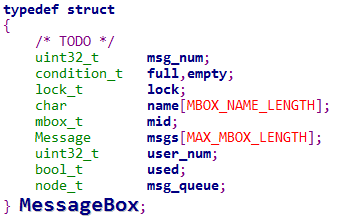 typedef struct
{
/* TODO */
uint32_t msg_num;
condition_t full,empty;
lock_t lock;
char name[MBOX_NAME_LENGTH];
mbox_t mid;
Message msgs[MAX_MBOX_LENGTH];
uint32_t user_num;
bool_t used;
node_t msg_queue;
} MessageBox;